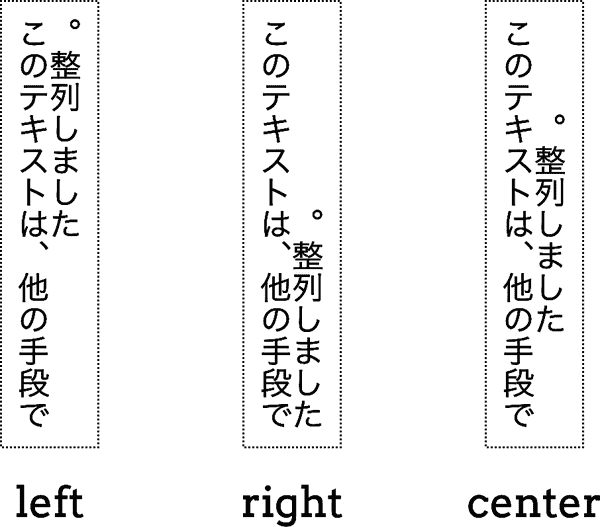 このテキストは、他の手段で
。整列しました
left
このテキストは、他の手段で
。整列しました
right
このテキストは、他の手段で
。整列しました
center